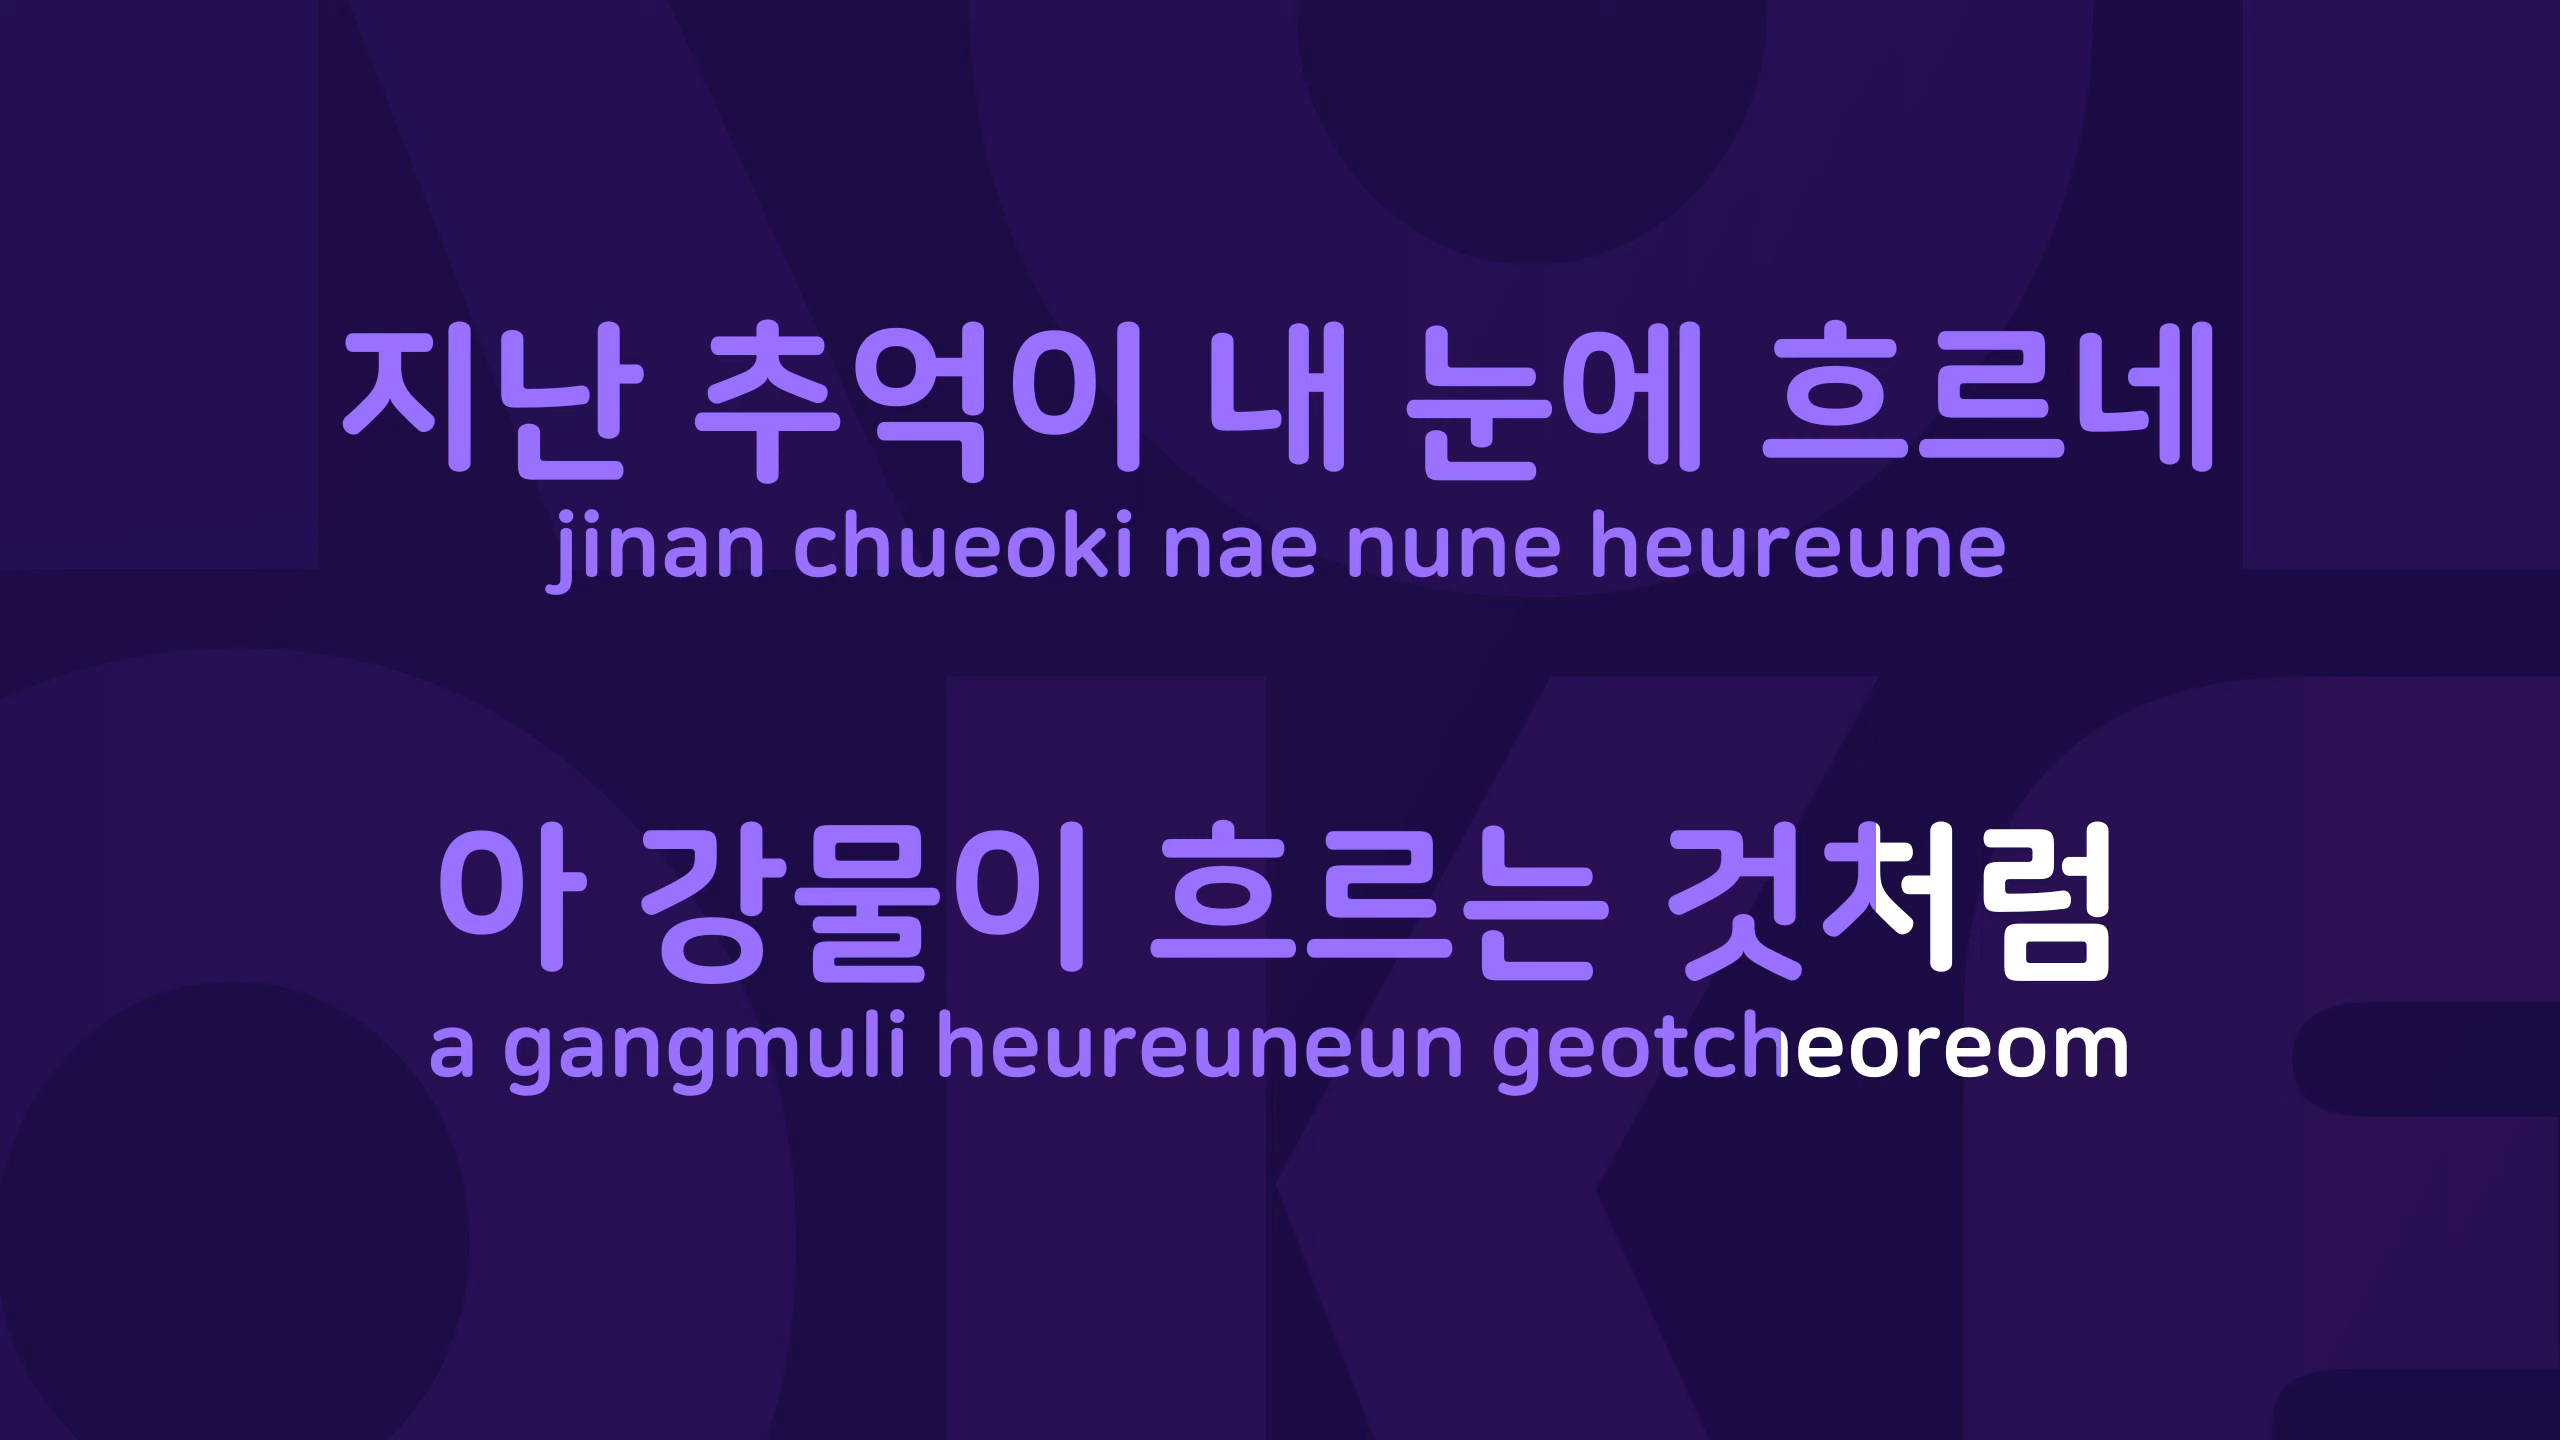 지난 추억이 내 눈에 흐르네
jinan chueoki nae nune heureune
아 강물이 흐르는 것처럼
a gangmuli heureuneun geotcheoreom